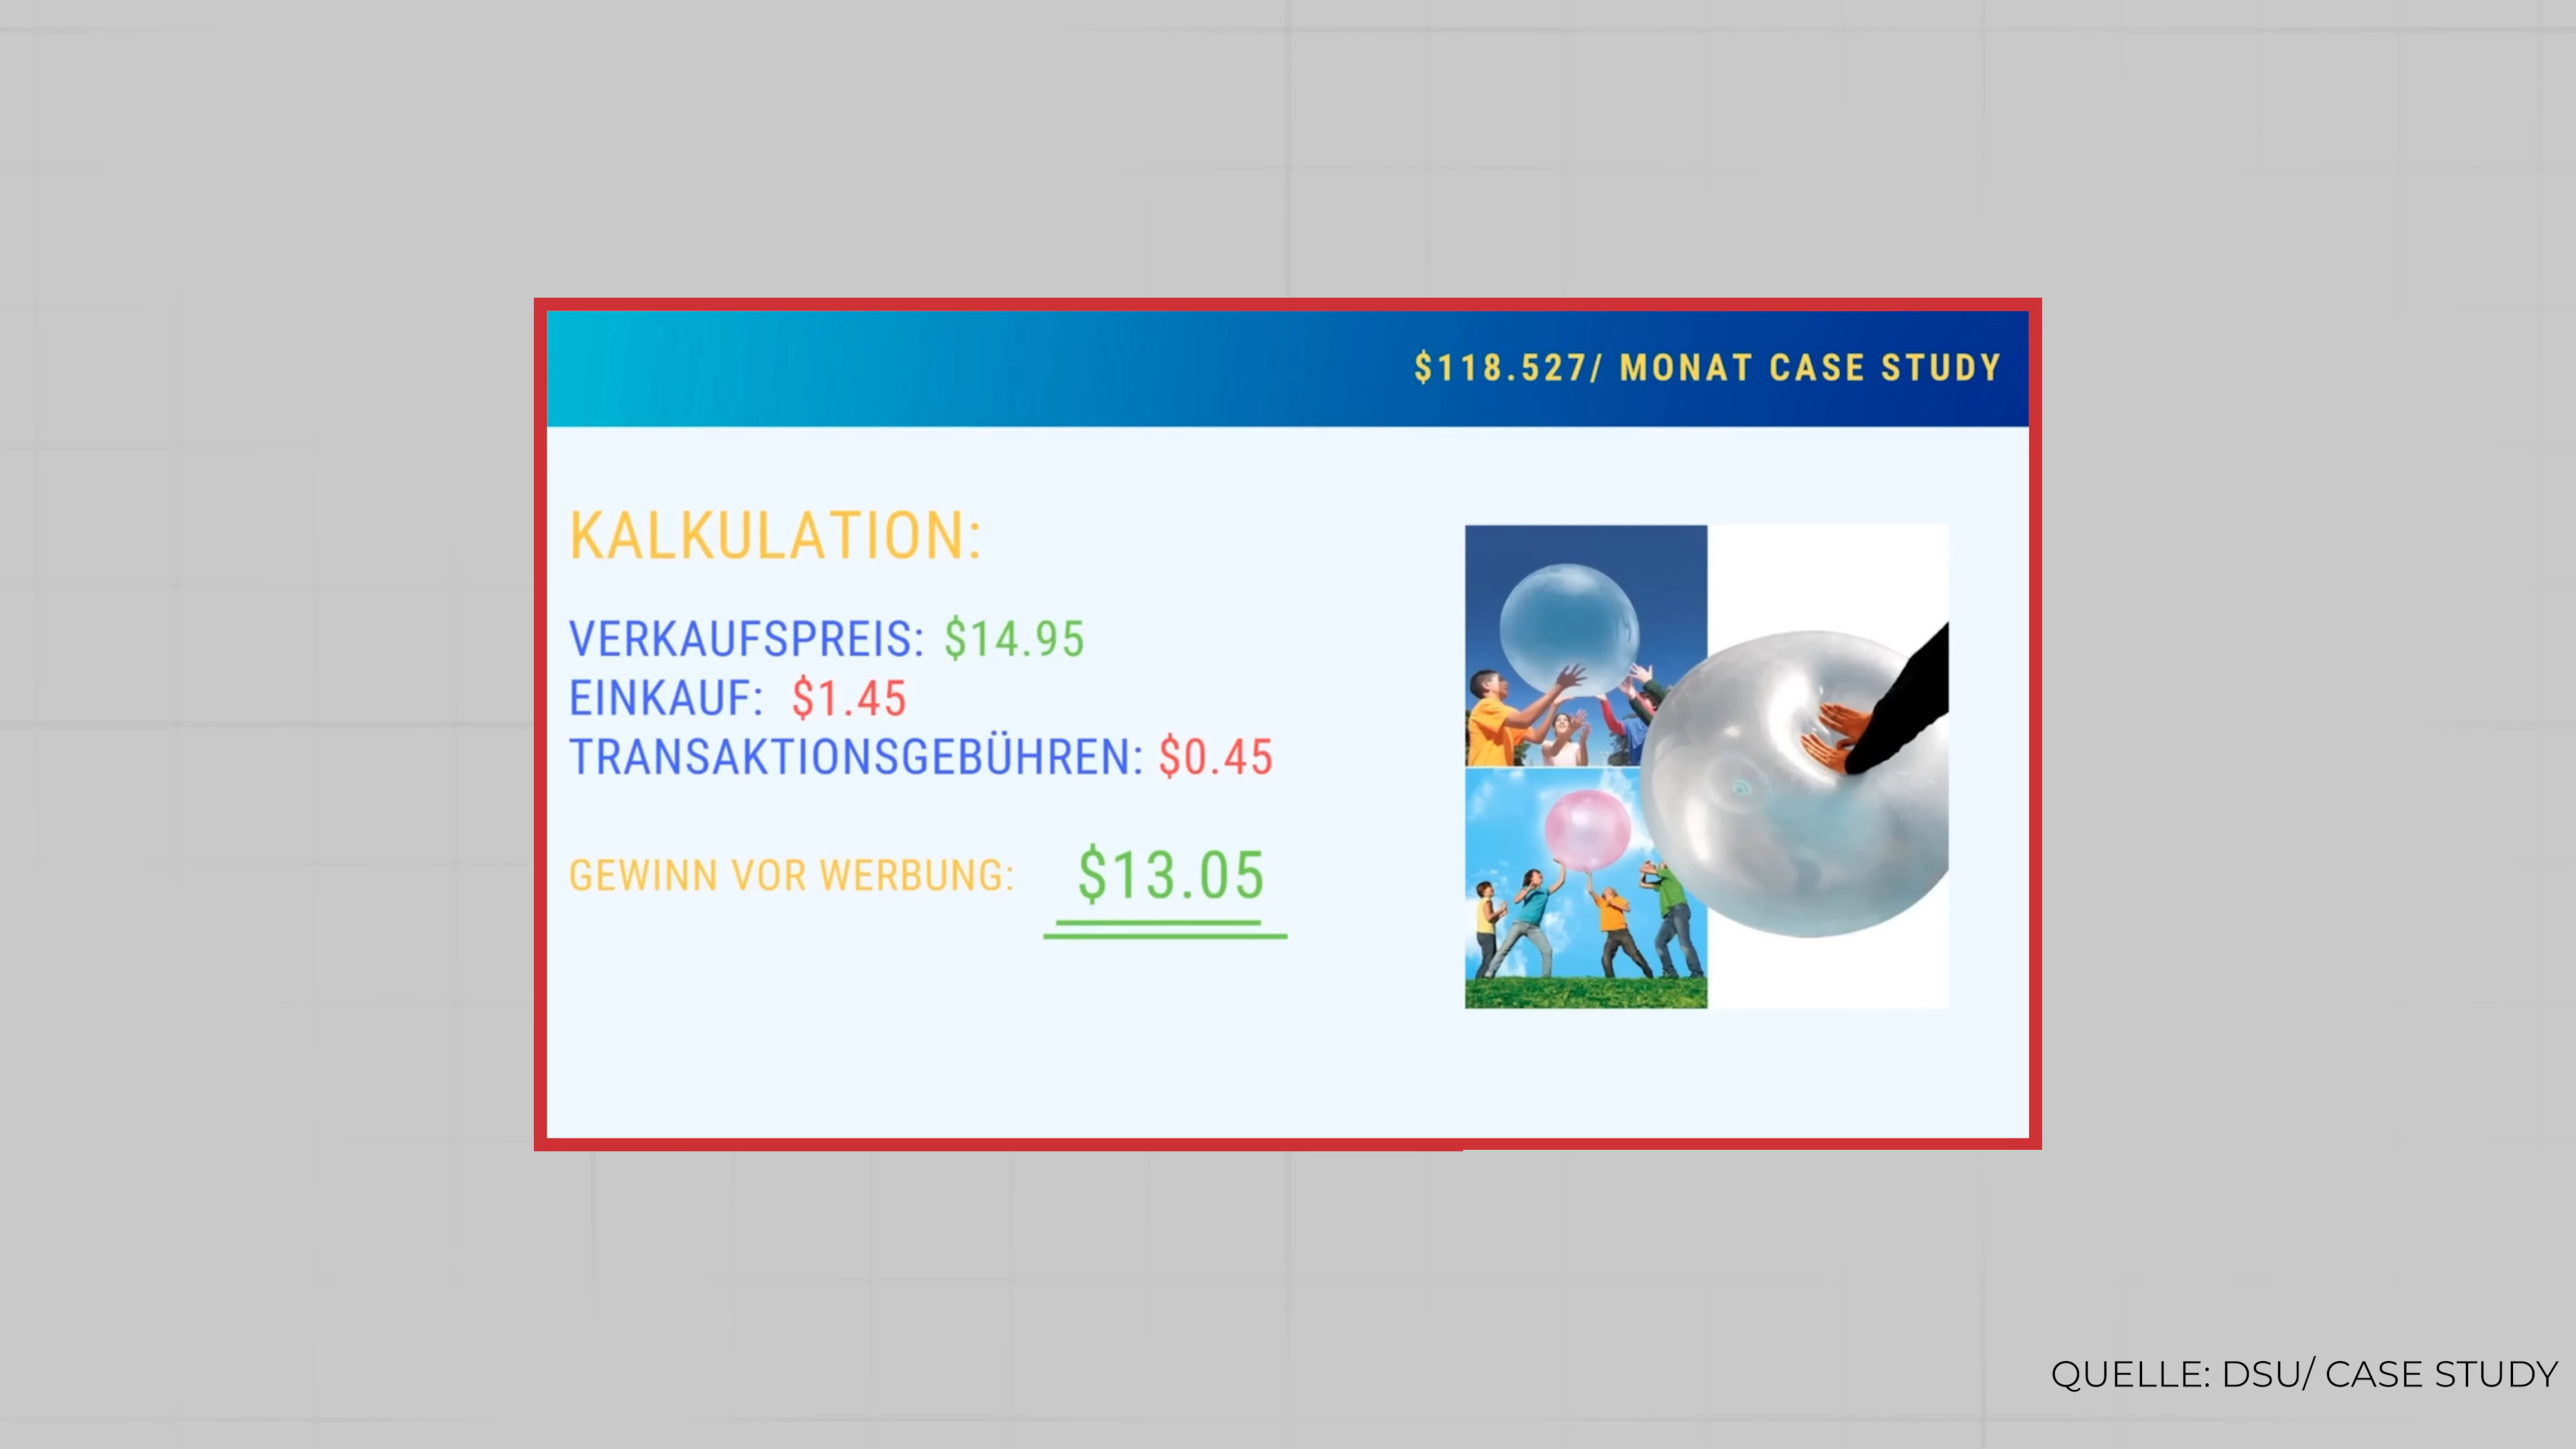 $118.527/ MONAT CASE STUDY
KALKULATION:
VERKAUFSPREIS: $14.95
EINKAUF: $1.45
TRANSAKTIONSGEBÜHREN: $0.45
GEWINN VOR WERBUNG: $13.05
QUELLE: DSU/ CASE STUDY